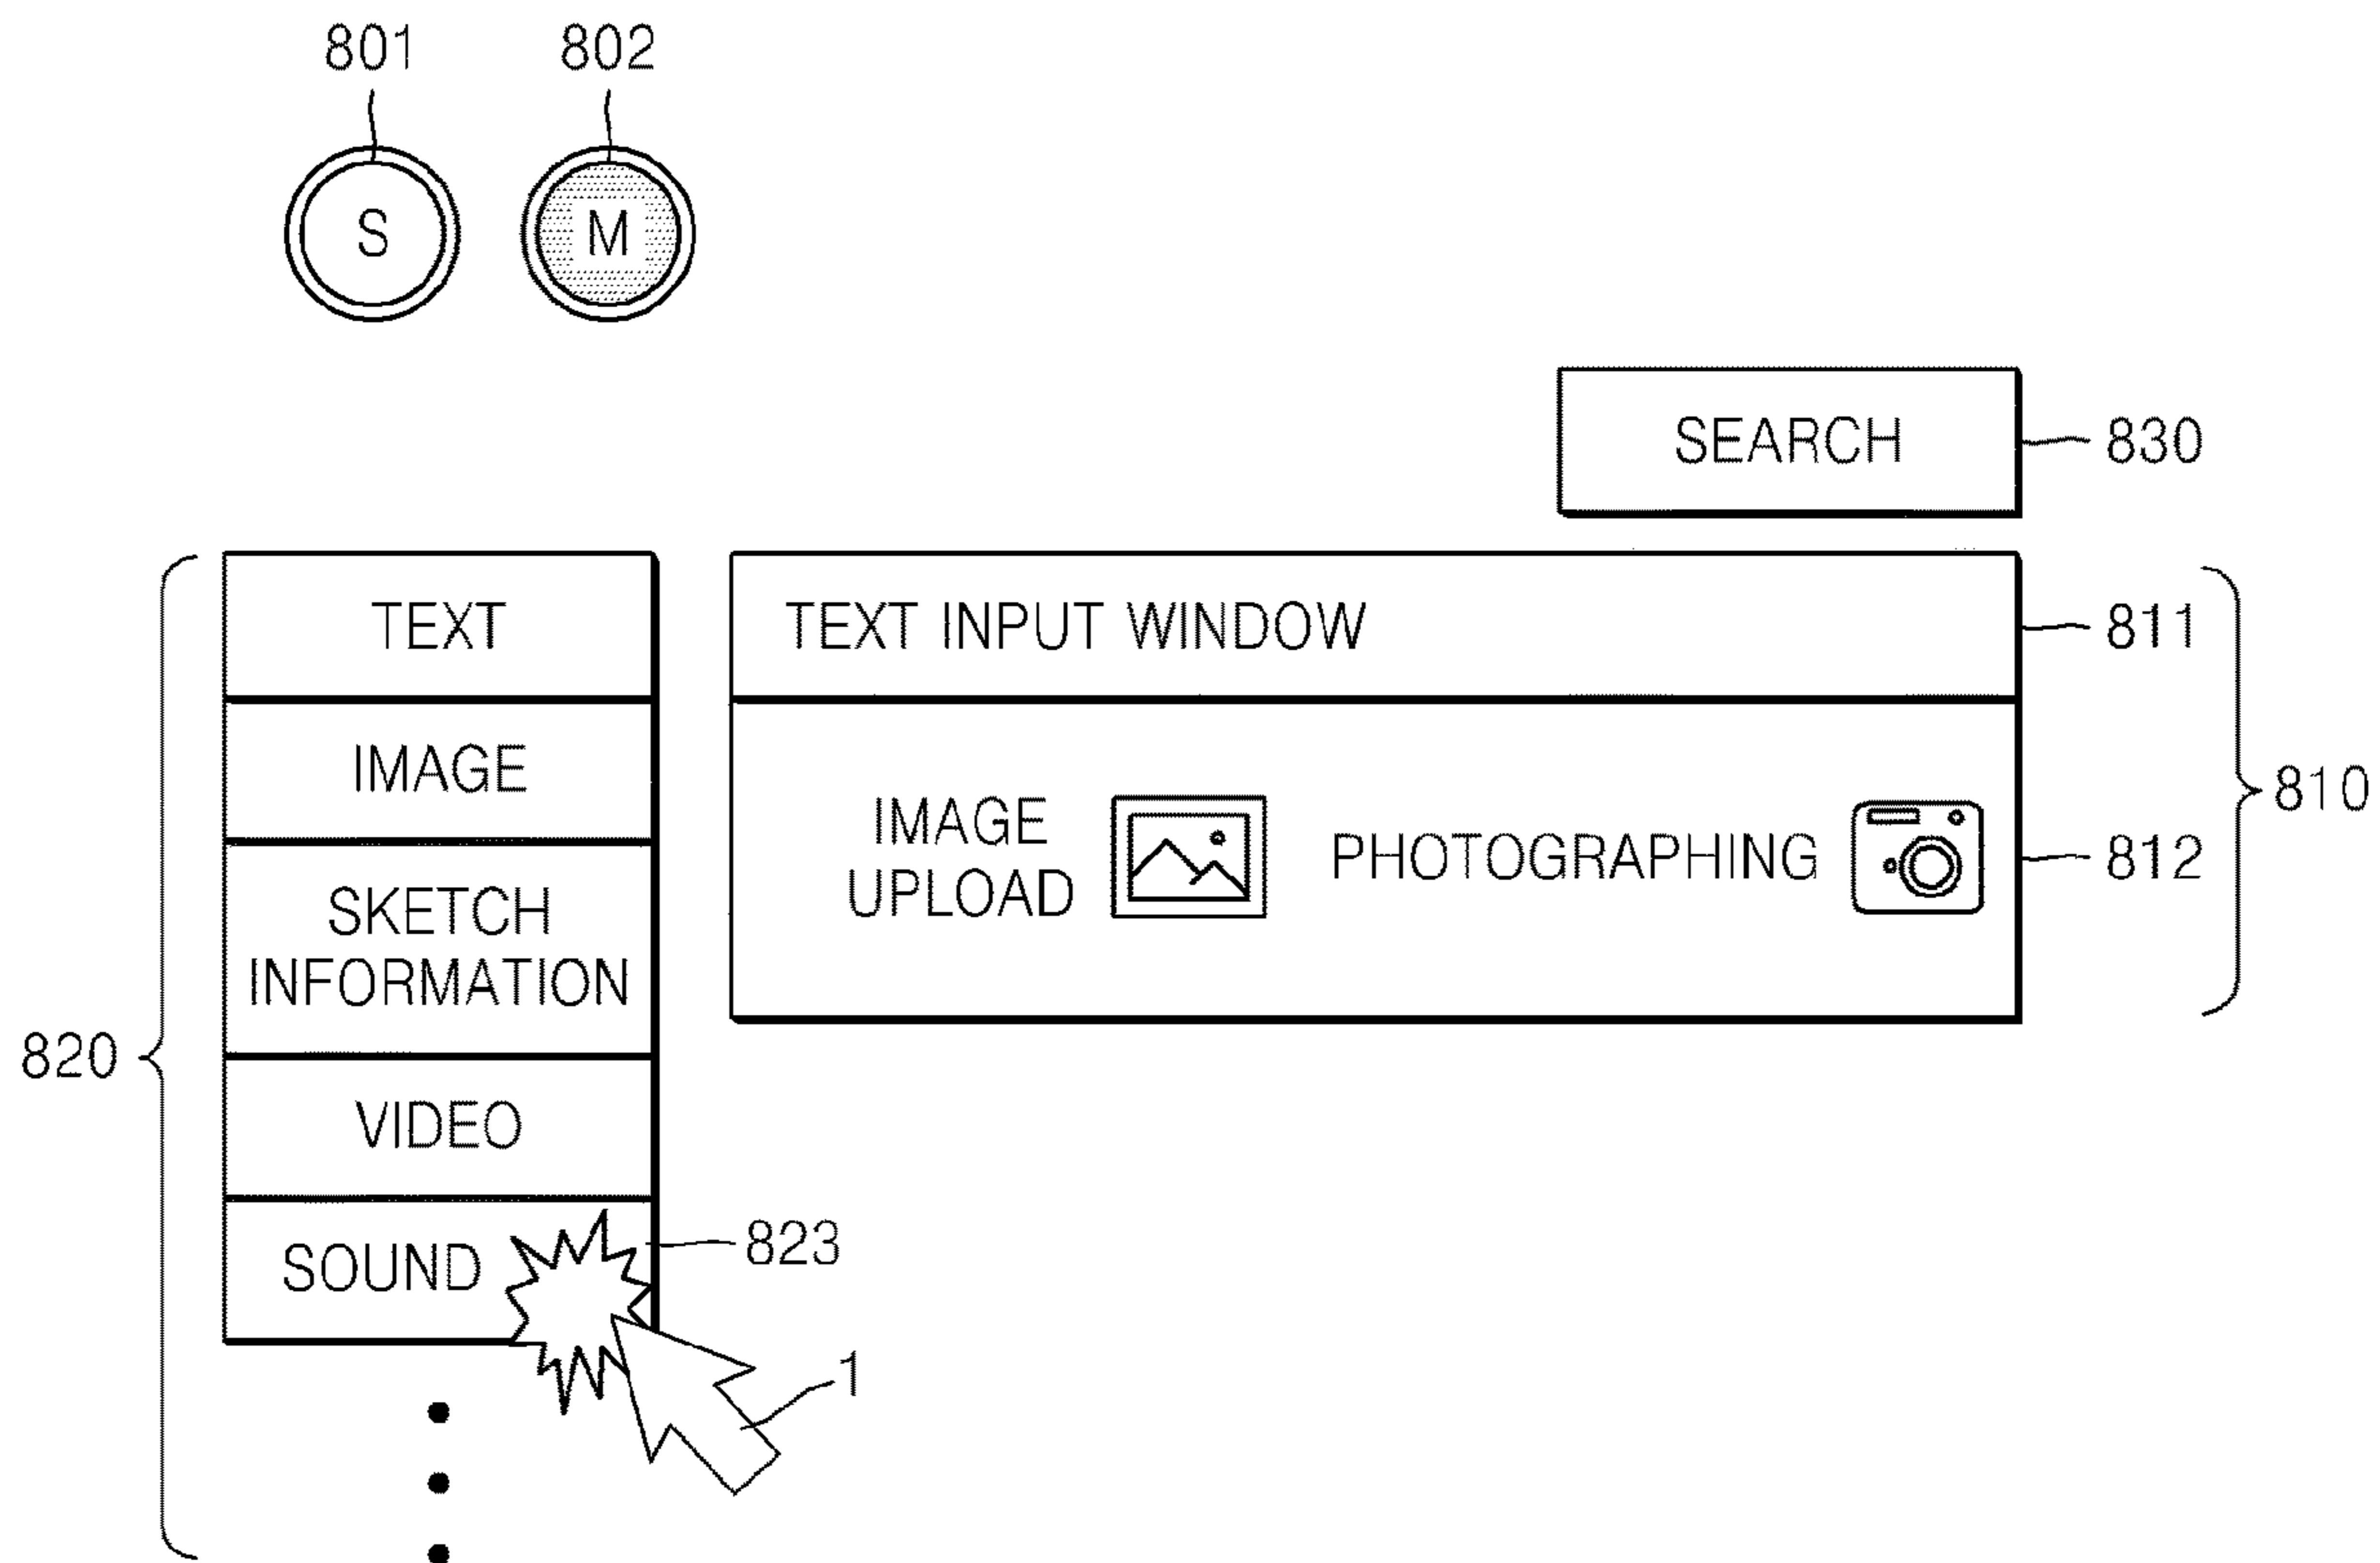 801
802
S
M
SEARCH
830
TEXT
TEXT INPUT WINDOW
811
IMAGE
IMAGE
UPLOAD
PHOTOGRAPHING
812
810
SKETCH
INFORMATION
820
VIDEO
SOUND
823
1